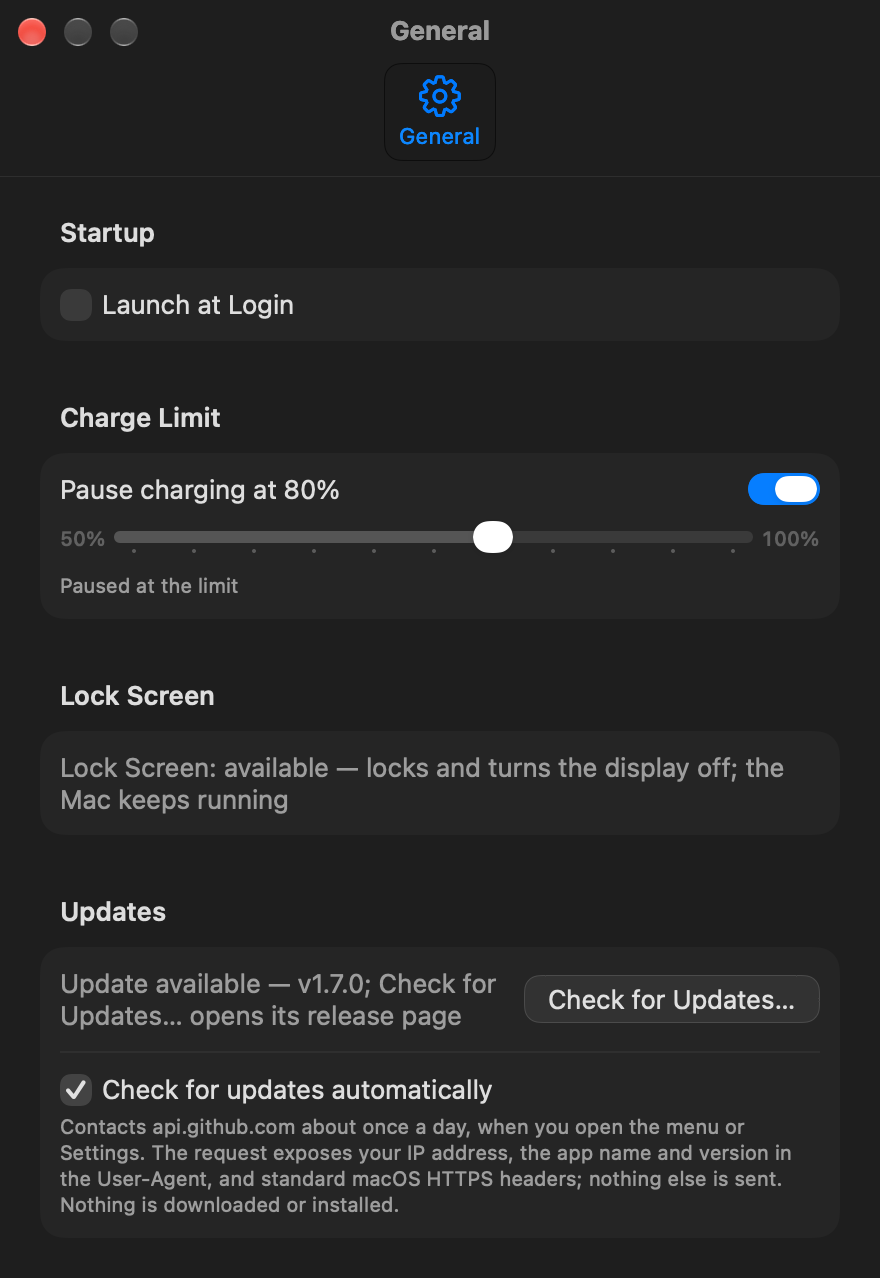 General
General
Startup
Launch at Login
Charge Limit
Pause charging at 80%
50%
100%
Paused at the limit
Lock Screen
Lock Screen: available — locks and turns the display off; the
Mac keeps running
Updates
Update available — v1.7.0; Check for
Updates... opens its release page
Check for Updates...
Check for updates automatically
Contacts api.github.com about once a day, when you open the menu or
Settings. The request exposes your IP address, the app name and version in
the User-Agent, and standard macOS HTTPS headers; nothing else is sent.
Nothing is downloaded or installed.